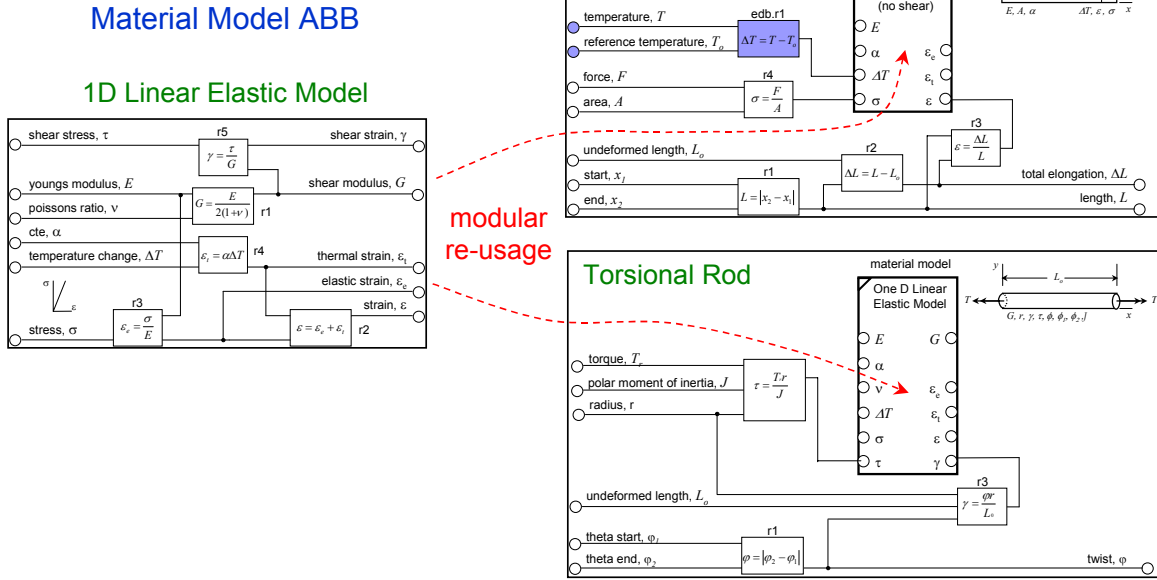 Material Model ABB
1D Linear Elastic Model
shear stress, τ
r5
γ = τ / G
shear strain, γ
youngs modulus, E
G = E / 2(1+ν)
r1
shear modulus, G
poissons ratio, ν
cte, α
ε_t = αΔT
r4
temperature change, ΔT
thermal strain, ε_t
elastic strain, ε_e
σ
ε
r3
ε_e = σ / E
strain, ε
ε = ε_e + ε_t
r2
stress, σ
modular
re-usage
(no shear)
temperature, T
edb.r1
ΔT = T − T_o
reference temperature, T_o
force, F
r4
σ = F / A
area, A
E
α
ΔT
σ
ε_e
ε_t
ε
E, A, α
ΔT, ε, σ
x
r3
ε = ΔL / L
undeformed length, L_o
r2
ΔL = L − L_o
start, x_1
r1
L = |x_2 − x_1|
end, x_2
total elongation, ΔL
length, L
Torsional Rod
material model
One D Linear
Elastic Model
E
G
α
ν
ε_e
ΔT
ε_t
σ
ε
τ
γ
y
L_o
T
T
x
G, r, γ, τ, ϕ, ϕ_1, ϕ_2, J
torque, T_r
τ = T_r r / J
polar moment of inertia, J
radius, r
r3
γ = φr / L_o
undeformed length, L_o
theta start, φ_1
r1
φ = |φ_2 − φ_1|
theta end, φ_2
twist, φ